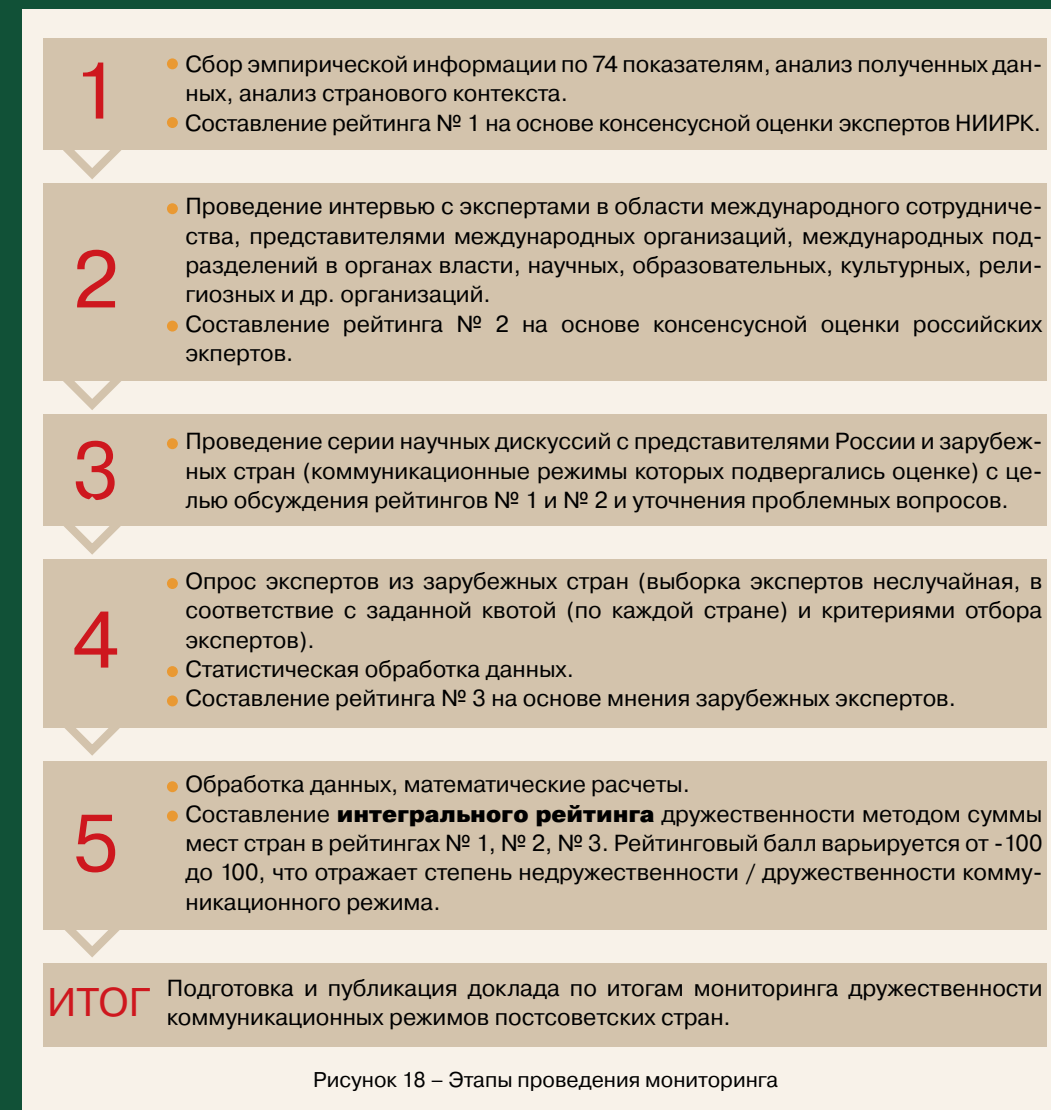 1
• Сбор эмпирической информации по 74 показателям, анализ полученных дан-
ных, анализ странового контекста.
• Составление рейтинга № 1 на основе консенсусной оценки экспертов НИИРК.
2
• Проведение интервью с экспертами в области международного сотрудниче-
ства, представителями международных организаций, международных под-
разделений в органах власти, научных, образовательных, культурных, рели-
гиозных и др. организаций.
• Составление рейтинга № 2 на основе консенсусной оценки российских
экпертов.
3
• Проведение серии научных дискуссий с представителями России и зарубеж-
ных стран (коммуникационные режимы которых подвергались оценке) с це-
лью обсуждения рейтингов № 1 и № 2 и уточнения проблемных вопросов.
4
• Опрос экспертов из зарубежных стран (выборка экспертов неслучайная, в
соответствие с заданной квотой (по каждой стране) и критериями отбора
экспертов).
• Статистическая обработка данных.
• Составление рейтинга № 3 на основе мнения зарубежных экспертов.
5
• Обработка данных, математические расчеты.
• Составление интегрального рейтинга дружественности методом суммы
мест стран в рейтингах № 1, № 2, № 3. Рейтинговый балл варьируется от -100
до 100, что отражает степень недружественности / дружественности комму-
никационного режима.
ИТОГ
Подготовка и публикация доклада по итогам мониторинга дружественности
коммуникационных режимов постсоветских стран.
Рисунок 18 – Этапы проведения мониторинга